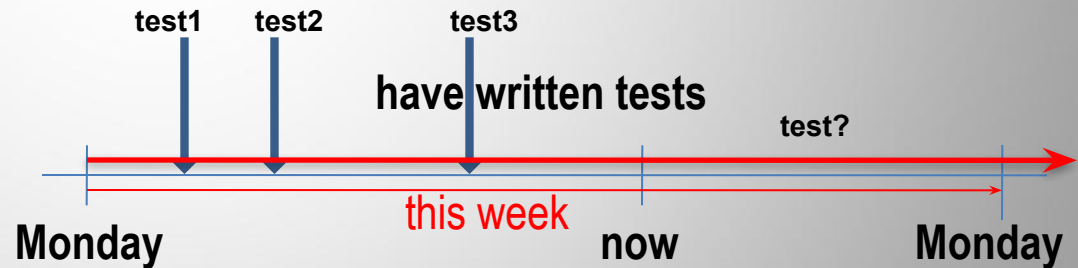 test1 test2 test3
have written tests
test?
this week
Monday now Monday